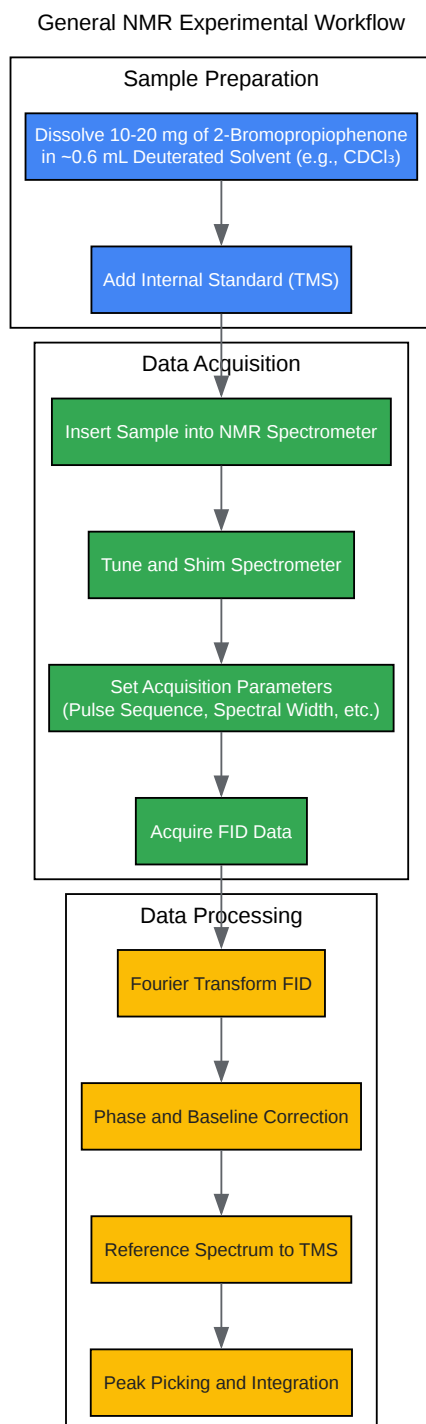 General NMR Experimental Workflow
Sample Preparation
Dissolve 10-20 mg of 2-Bromopropiophenone
in ~0.6 mL Deuterated Solvent (e.g., CDCl₃)
Add Internal Standard (TMS)
Data Acquisition
Insert Sample into NMR Spectrometer
Tune and Shim Spectrometer
Set Acquisition Parameters
(Pulse Sequence, Spectral Width, etc.)
Acquire FID Data
Data Processing
Fourier Transform FID
Phase and Baseline Correction
Reference Spectrum to TMS
Peak Picking and Integration